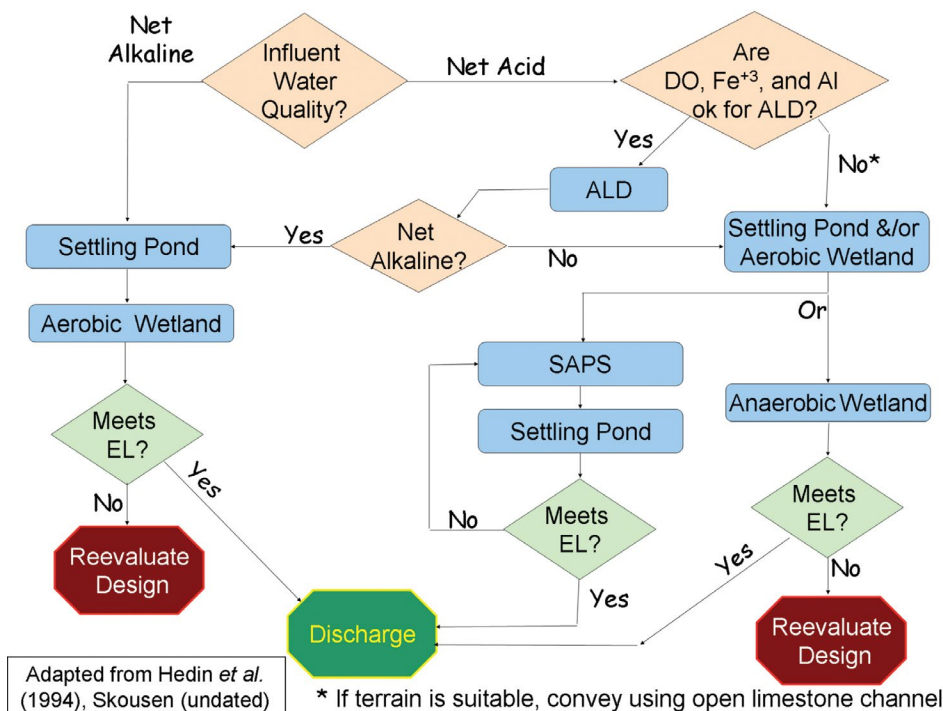 Net
Alkaline
Influent
Water
Quality?
Net Acid
Are
DO, Fe⁺³, and Al
ok for ALD?
Yes
No*
ALD
Settling Pond
Yes
Net
Alkaline?
No
Settling Pond &/or
Aerobic Wetland
Or
Aerobic Wetland
SAPS
Anaerobic Wetland
Settling Pond
Meets
EL?
Yes
No
Meets
EL?
No
Yes
Meets
EL?
Yes
No
Reevaluate
Design
Discharge
Reevaluate
Design
Adapted from Hedin et al.
(1994), Skousen (undated)
* If terrain is suitable, convey using open limestone channel